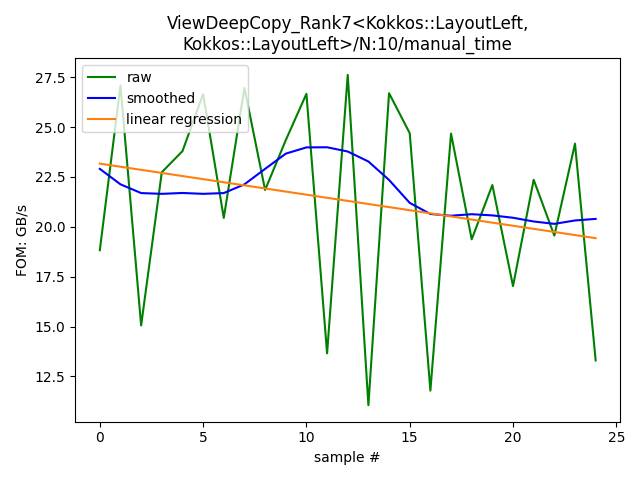 ViewDeepCopy_Rank7<Kokkos::LayoutLeft,
Kokkos::LayoutLeft>/N:10/manual_time
raw
smoothed
linear regression
FOM: GB/s
27.5
25.0
22.5
20.0
17.5
15.0
12.5
0
5
10
15
20
25
sample #